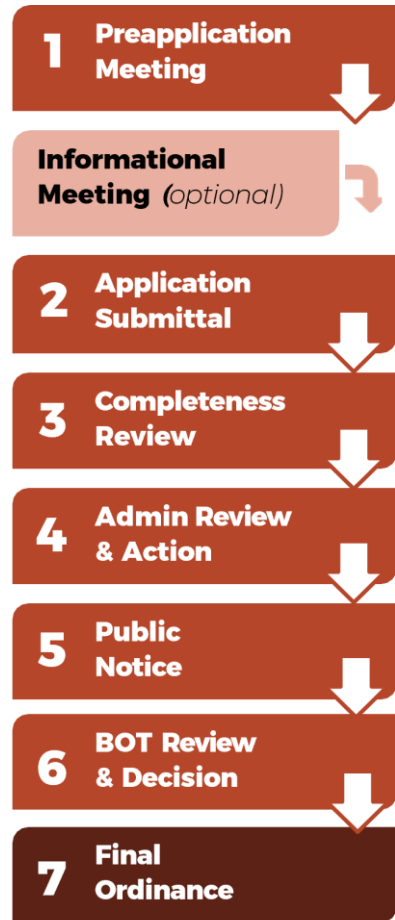 1 Preapplication
Meeting
Informational
Meeting (optional)
2 Application
Submittal
3 Completeness
Review
4 Admin Review
& Action
5 Public
Notice
6 BOT Review
& Decision
7 Final
Ordinance